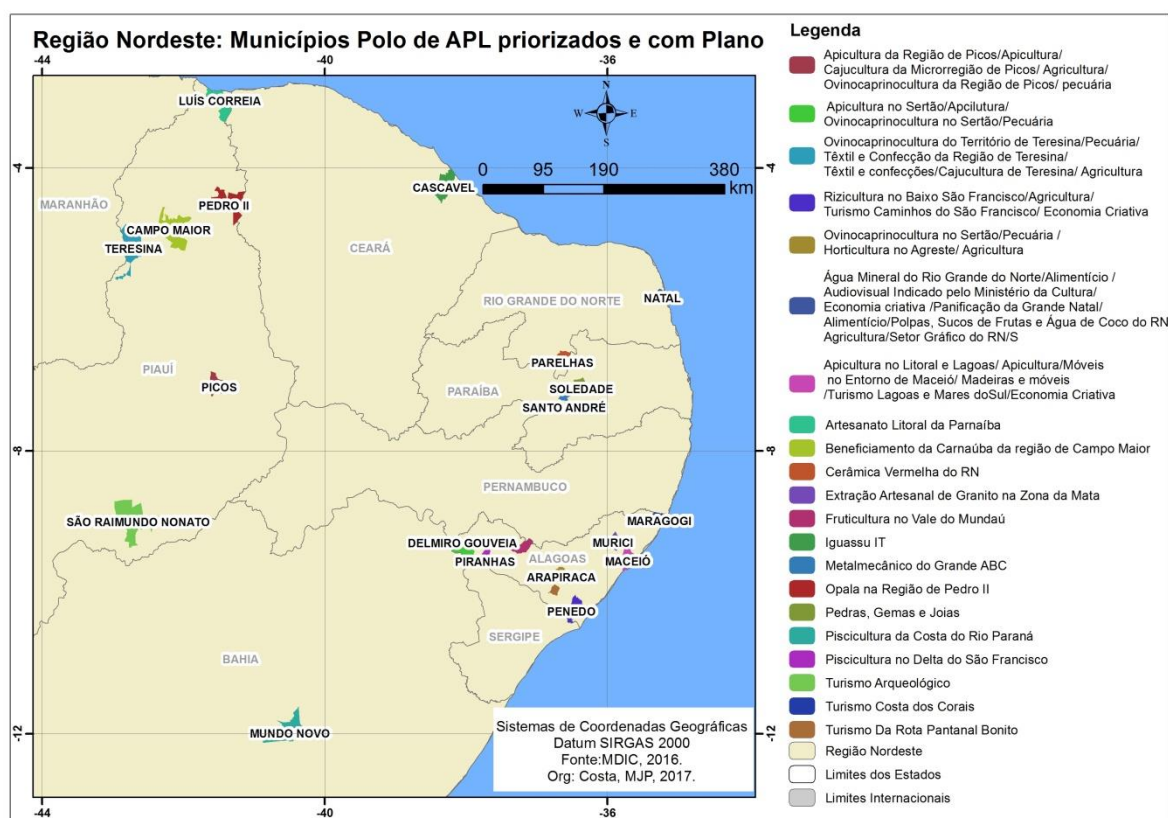 Região Nordeste: Municípios Polo de APL priorizados e com Plano
-44
-40
-36
LUÍS CORREIA
N
W
E
S
-4
-4
0
95
190
380
km
CASCAVEL
MARANHÃO
PEDRO II
CAMPO MAIOR
TERESINA
CEARÁ
RIO GRANDE DO NORTE
NATAL
PARELHAS
PIAUÍ
PICOS
SOLEDADE
PARAÍBA
SANTO ANDRÉ
-8
-8
PERNAMBUCO
SÃO RAIMUNDO NONATO
MARAGOGI
DELMIRO GOUVEIA
MURICI
PIRANHAS
ALAGOAS
MACEIÓ
ARAPIRACA
PENEDO
SERGIPE
BAHIA
MUNDO NOVO
-12
-12
Sistemas de Coordenadas Geográficas
Datum SIRGAS 2000
Fonte:MDIC, 2016.
Org: Costa, MJP, 2017.
-44
-40
-36
Legenda
Apicultura da Região de Picos/Apicultura/
Cajucultura da Microrregião de Picos/ Agricultura/
Ovinocaprinocultura da Região de Picos/ pecuária
Apicultura no Sertão/Apcilutura/
Ovinocaprinocultura no Sertão/Pecuária
Ovinocaprinocultura do Território de Teresina/Pecuária/
Têxtil e Confecção da Região de Teresina/
Têxtil e confecções/Cajucultura de Teresina/ Agricultura
Rizicultura no Baixo São Francisco/Agricultura/
Turismo Caminhos do São Francisco/ Economia Criativa
Ovinocaprinocultura no Sertão/Pecuária /
Horticultura no Agreste/ Agricultura
Água Mineral do Rio Grande do Norte/Alimentício /
Audiovisual Indicado pelo Ministério da Cultura/
Economia criativa /Panificação da Grande Natal/
Alimentício/Polpas, Sucos de Frutas e Água de Coco do RN
Agricultura/Setor Gráfico do RN/S
Apicultura no Litoral e Lagoas/ Apicultura/Móveis
no Entorno de Maceió/ Madeiras e móveis
/Turismo Lagoas e Mares doSul/Economia Criativa
Artesanato Litoral da Parnaíba
Beneficiamento da Carnaúba da região de Campo Maior
Cerâmica Vermelha do RN
Extração Artesanal de Granito na Zona da Mata
Fruticultura no Vale do Mundaú
Iguassu IT
Metalmecânico do Grande ABC
Opala na Região de Pedro II
Pedras, Gemas e Joias
Piscicultura da Costa do Rio Paraná
Piscicultura no Delta do São Francisco
Turismo Arqueológico
Turismo Costa dos Corais
Turismo Da Rota Pantanal Bonito
Região Nordeste
Limites dos Estados
Limites Internacionais